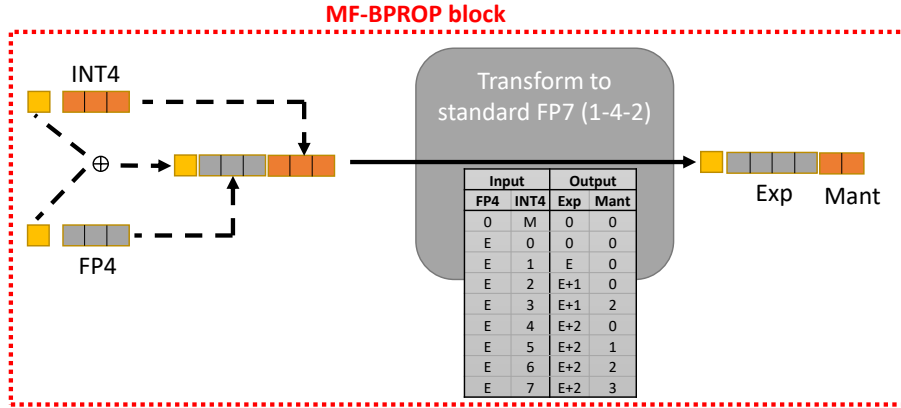 MF-BPROP block
INT4
Transform to
standard FP7 (1-4-2)
⊕
FP4
Exp Mant
Input Output
FP4 INT4 Exp Mant
0 M 0 0
E 0 0 0
E 1 E 0
E 2 E+1 0
E 3 E+1 2
E 4 E+2 0
E 5 E+2 1
E 6 E+2 2
E 7 E+2 3